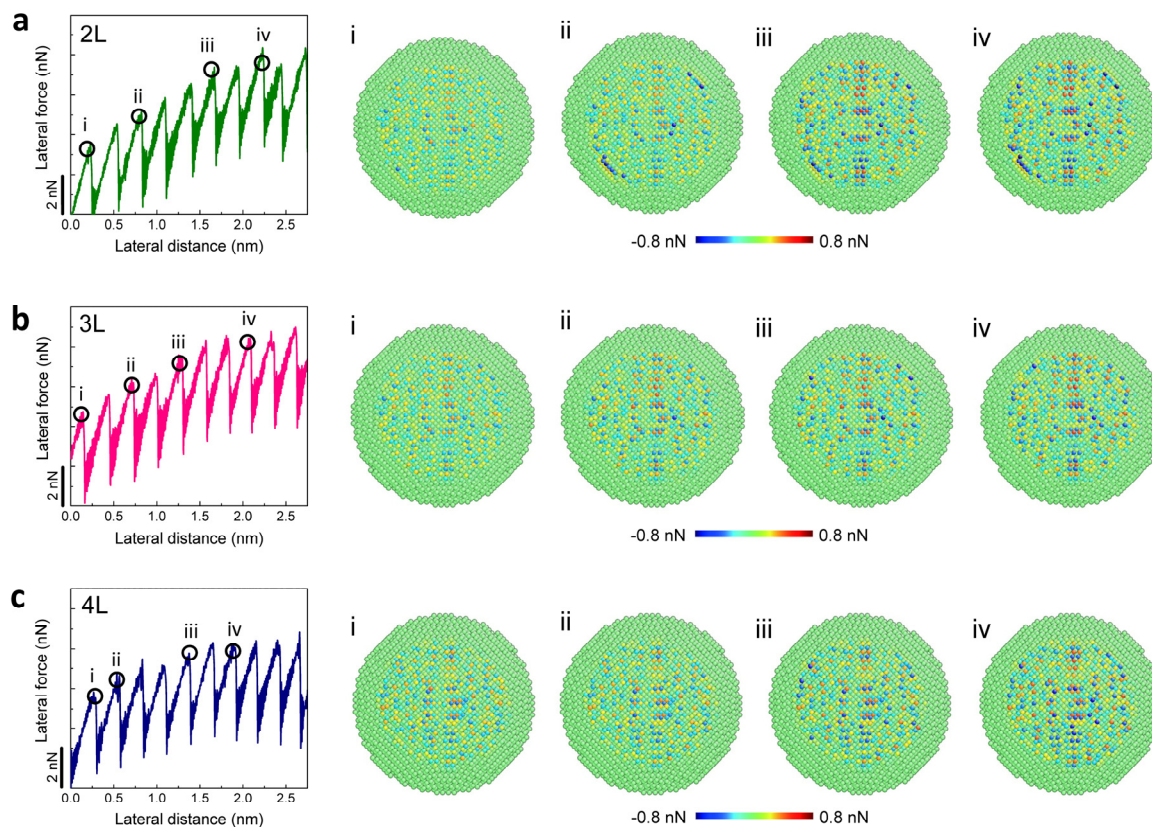 a
2L
i
ii
iii
iv
Lateral force (nN)
2 nN
0.0 0.5 1.0 1.5 2.0 2.5
Lateral distance (nm)
i
ii
iii
iv
-0.8 nN
0.8 nN
b
3L
i
ii
iii
iv
Lateral force (nN)
2 nN
0.0 0.5 1.0 1.5 2.0 2.5
Lateral distance (nm)
i
ii
iii
iv
-0.8 nN
0.8 nN
c
4L
i
ii
iii
iv
Lateral force (nN)
2 nN
0.0 0.5 1.0 1.5 2.0 2.5
Lateral distance (nm)
i
ii
iii
iv
-0.8 nN
0.8 nN